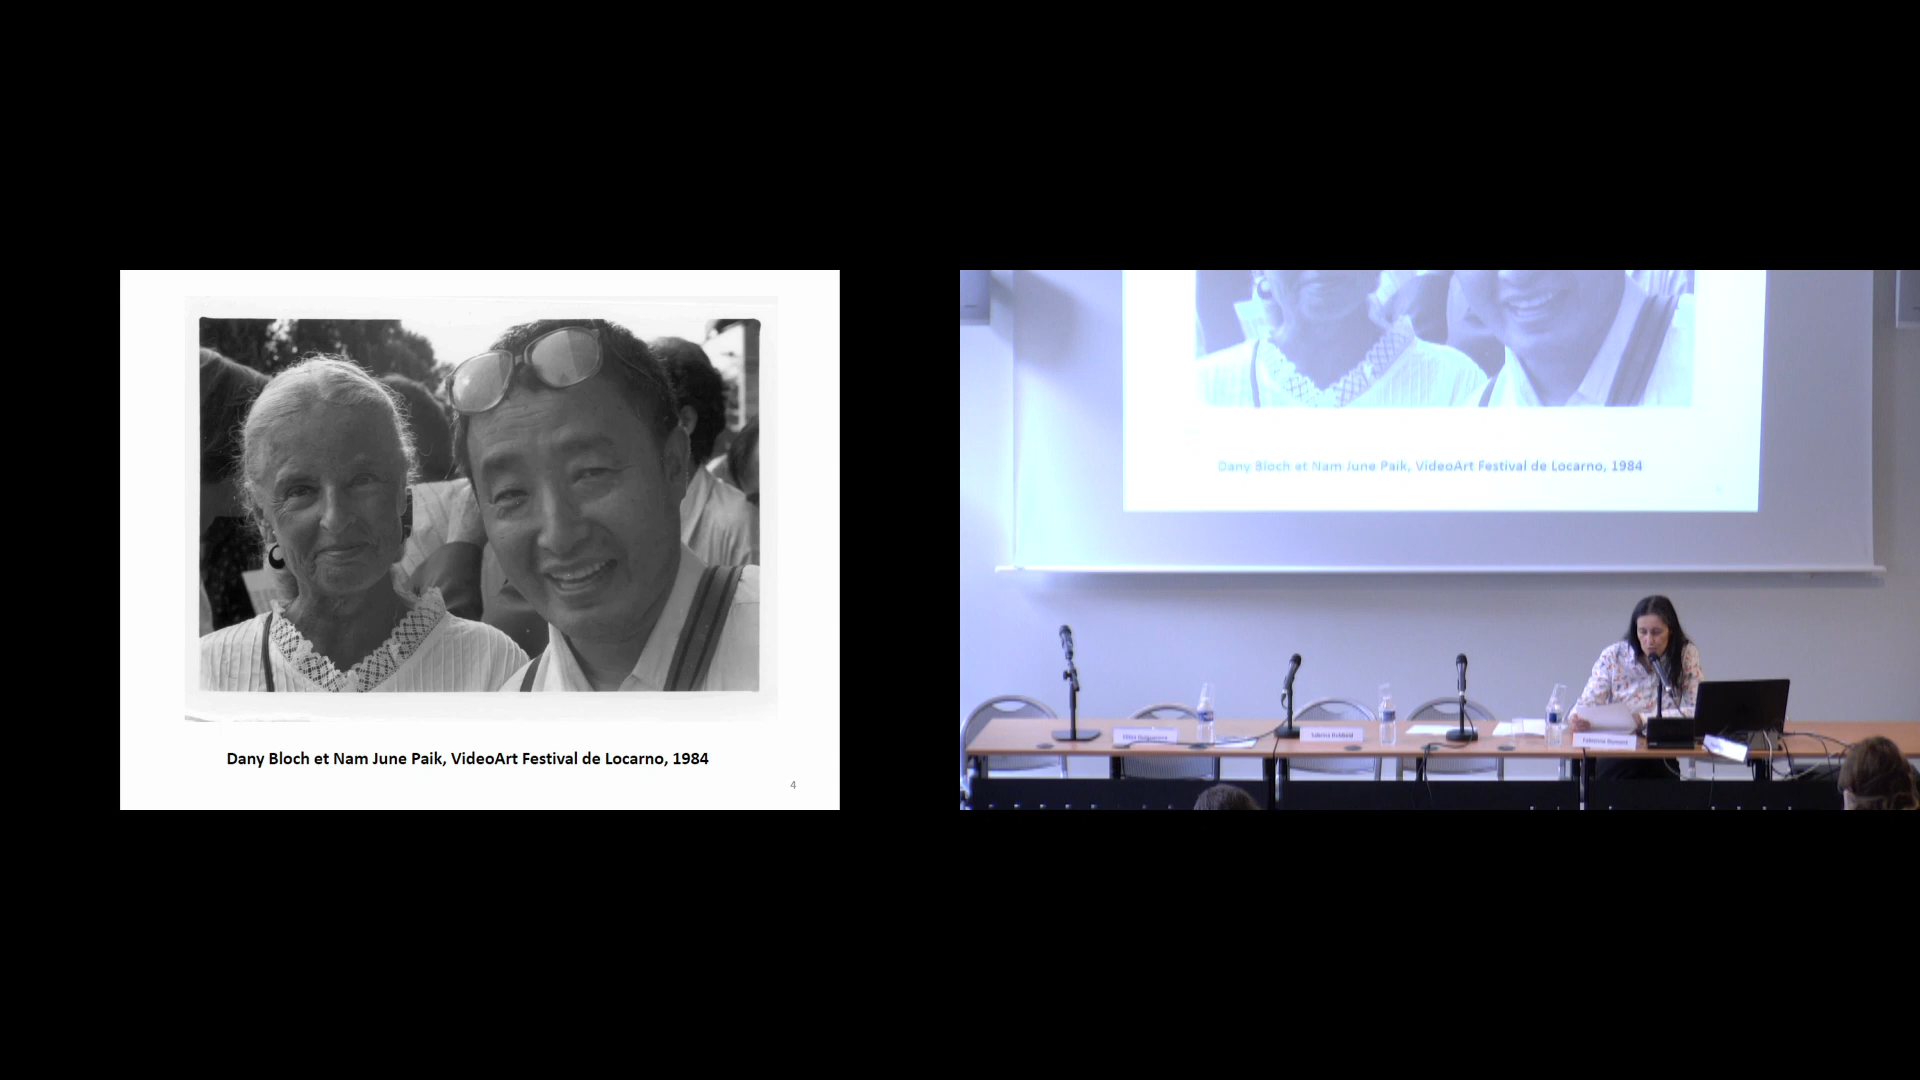 Dany Bloch et Nam June Paik, VideoArt Festival de Locarno, 1984
4
Dany Bloch et Nam June Paik, VideoArt Festival de Locarno, 1984